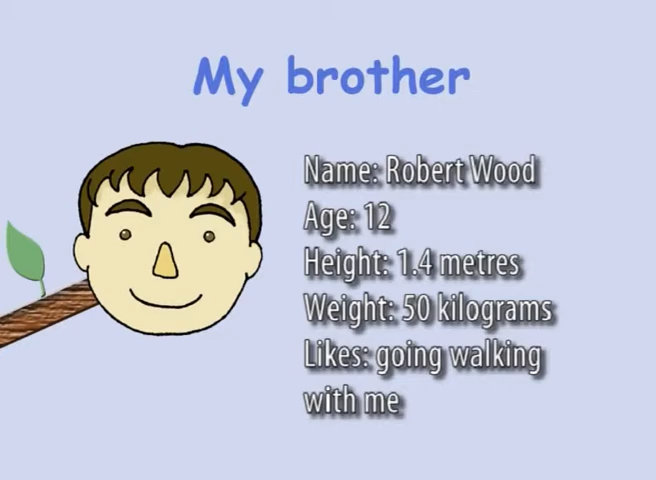 My brother
Name: Robert Wood
Age: 12
Height: 1.4 metres
Weight: 50 kilograms
Likes: going walking
with me